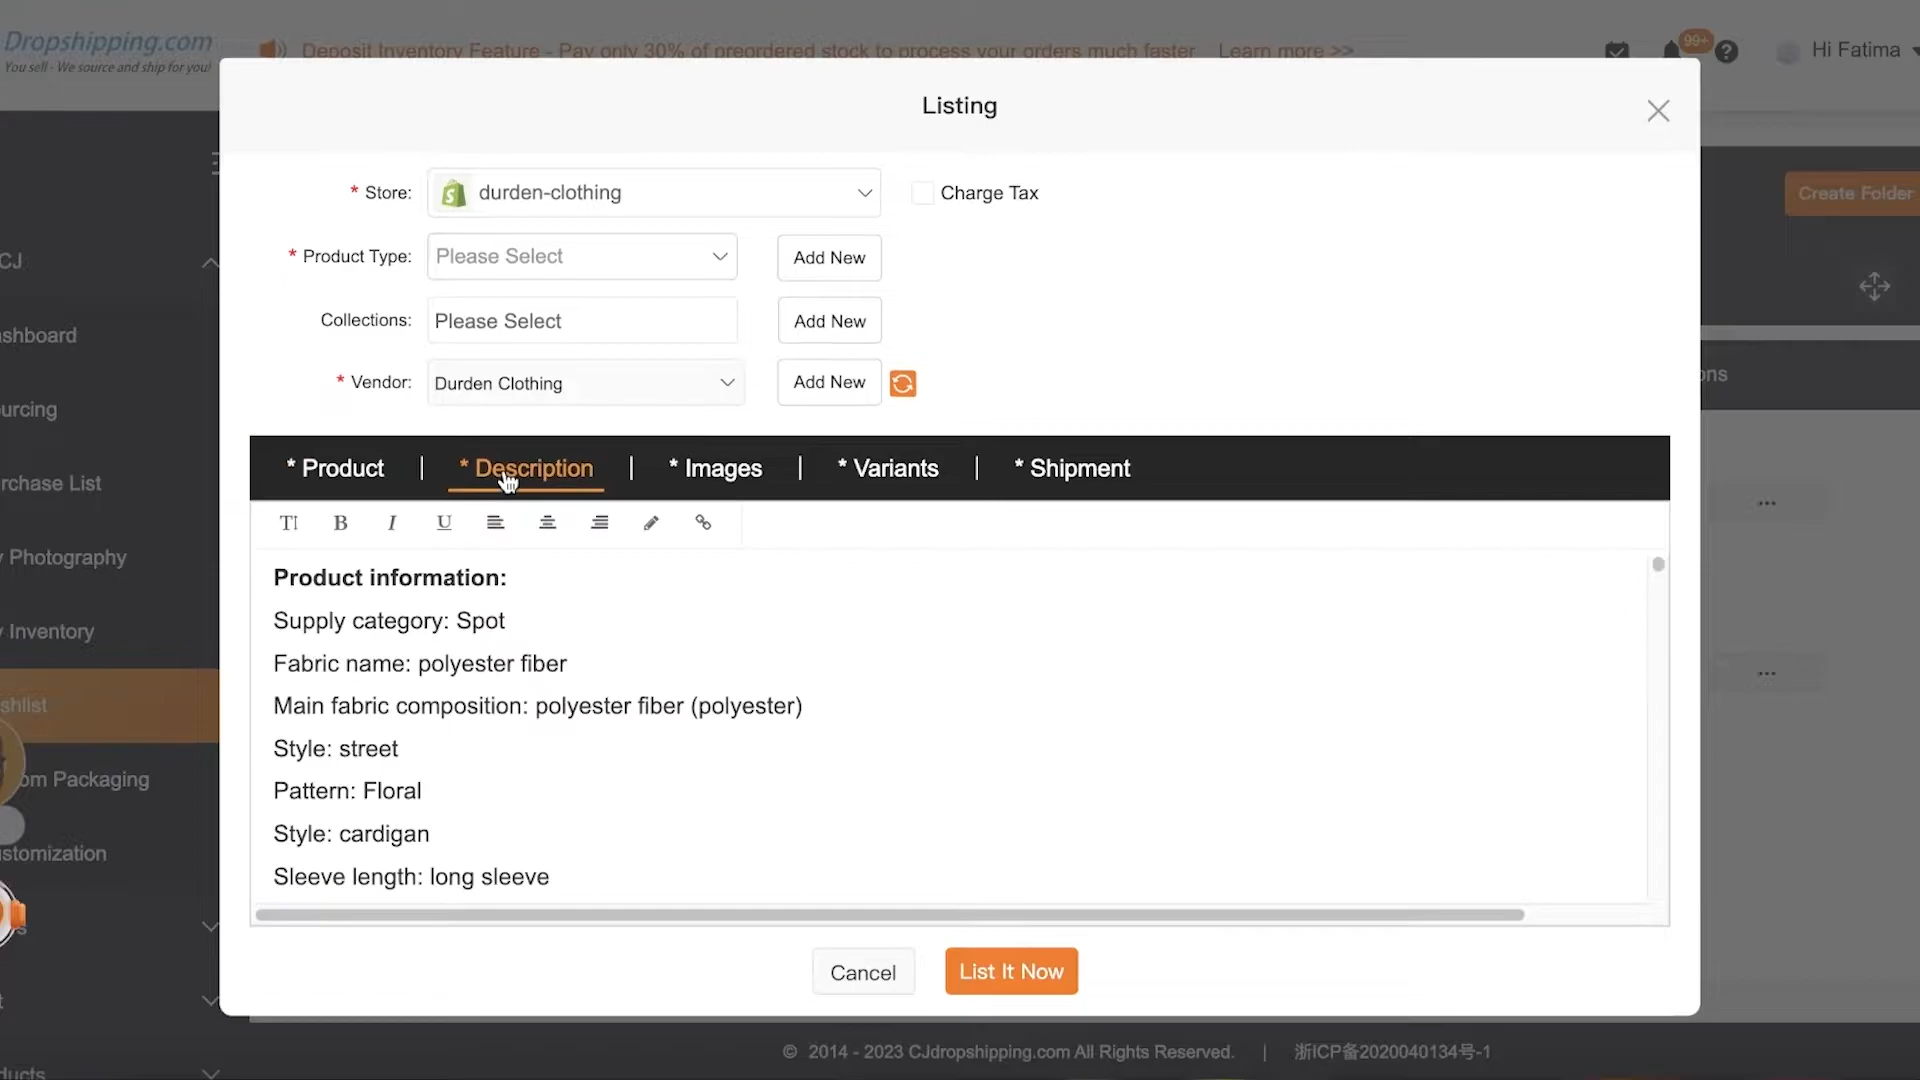 Dropshipping.com
You sell - We source and ship for you!
Deposit Inventory Feature - Pay only 30% of preordered stock to process your orders much faster Learn more >>
99+
Hi Fatima
Listing
* Store: durden-clothing
Charge Tax
Create Folder
* Product Type: Please Select
Add New
CJ
Collections: Please Select
Add New
shboard
* Vendor: Durden Clothing
Add New
ons
urcing
* Product | * Description | * Images | * Variants | * Shipment
rchase List
TI B I U
y Photography
Product information:
Supply category: Spot
y Inventory
Fabric name: polyester fiber
shlist
Main fabric composition: polyester fiber (polyester)
Style: street
om Packaging
Pattern: Floral
Style: cardigan
stomization
Sleeve length: long sleeve
Cancel
List It Now
© 2014 - 2023 CJdropshipping.com All Rights Reserved. | 浙ICP备2020040134号-1
ducts